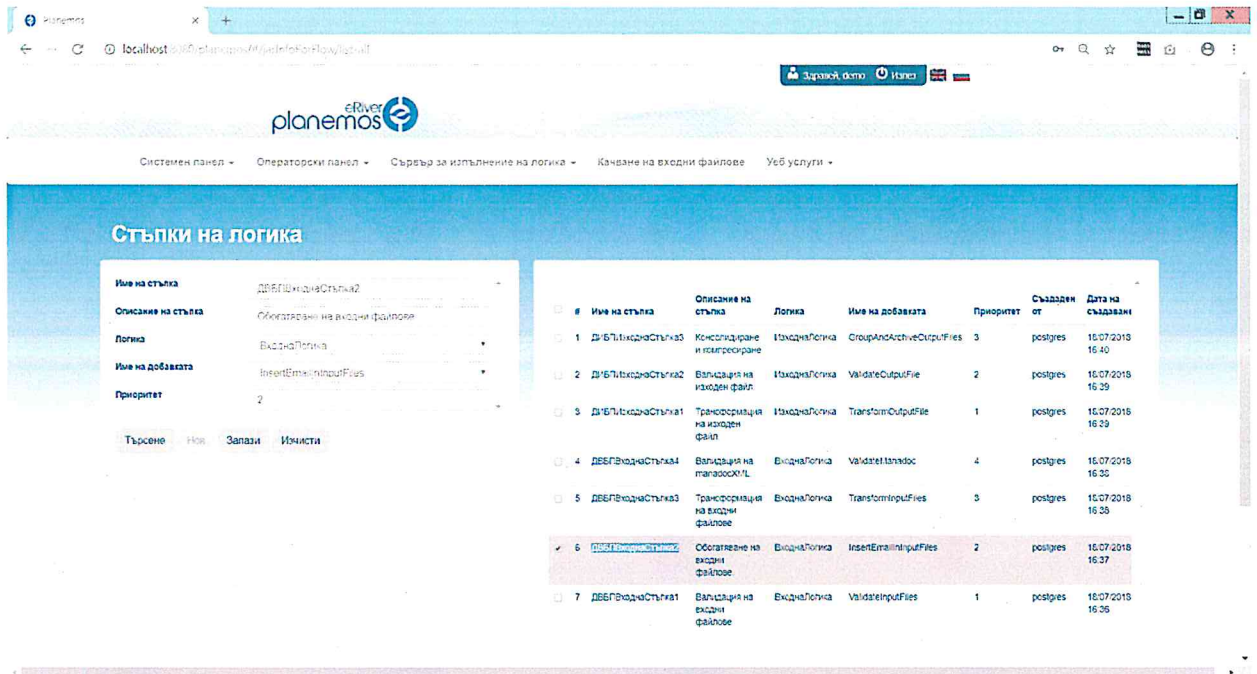 Planemos
localhost:8080/planemos/#/jarInfoForFlow/list-all
Здравей, demo Излез
eRiver
planemos
Системен панел Операторски панел Сървър за изпълнение на логика Качване на входни файлове Уеб услуги
Стъпки на логика
Име на стъпка ДВБПВходнаСтъпка2
Описание на стъпка Обогатяване на входни файлове
Логика ВходнаЛогика
Име на добавката InsertEmailInInputFiles
Приоритет 2
Търсене Нов Запази Изчисти
# Име на стъпка Описание на стъпка Логика Име на добавката Приоритет Създаден от Дата на създаване
1 ДИБПИзходнаСтъпка3 Консолидиране и компресиране ИзходнаЛогика GroupAndArchiveOutputFiles 3 postgres 18/07/2018 16:40
2 ДИБПИзходнаСтъпка2 Валидация на изходен файл ИзходнаЛогика ValidateOutputFile 2 postgres 18/07/2018 16:39
3 ДИБПИзходнаСтъпка1 Трансформация на изходен файл ИзходнаЛогика TransformOutputFile 1 postgres 18/07/2018 16:39
4 ДВБПВходнаСтъпка4 Валидация на manadocXML ВходнаЛогика ValidateManadoc 4 postgres 18/07/2018 16:38
5 ДВБПВходнаСтъпка3 Трансформация на входни файлове ВходнаЛогика TransformInputFiles 3 postgres 18/07/2018 16:38
6 ДВБПВходнаСтъпка2 Обогатяване на входни файлове ВходнаЛогика InsertEmailInInputFiles 2 postgres 18/07/2018 16:37
7 ДВБПВходнаСтъпка1 Валидация на входни файлове ВходнаЛогика ValidateInputFiles 1 postgres 18/07/2018 16:36